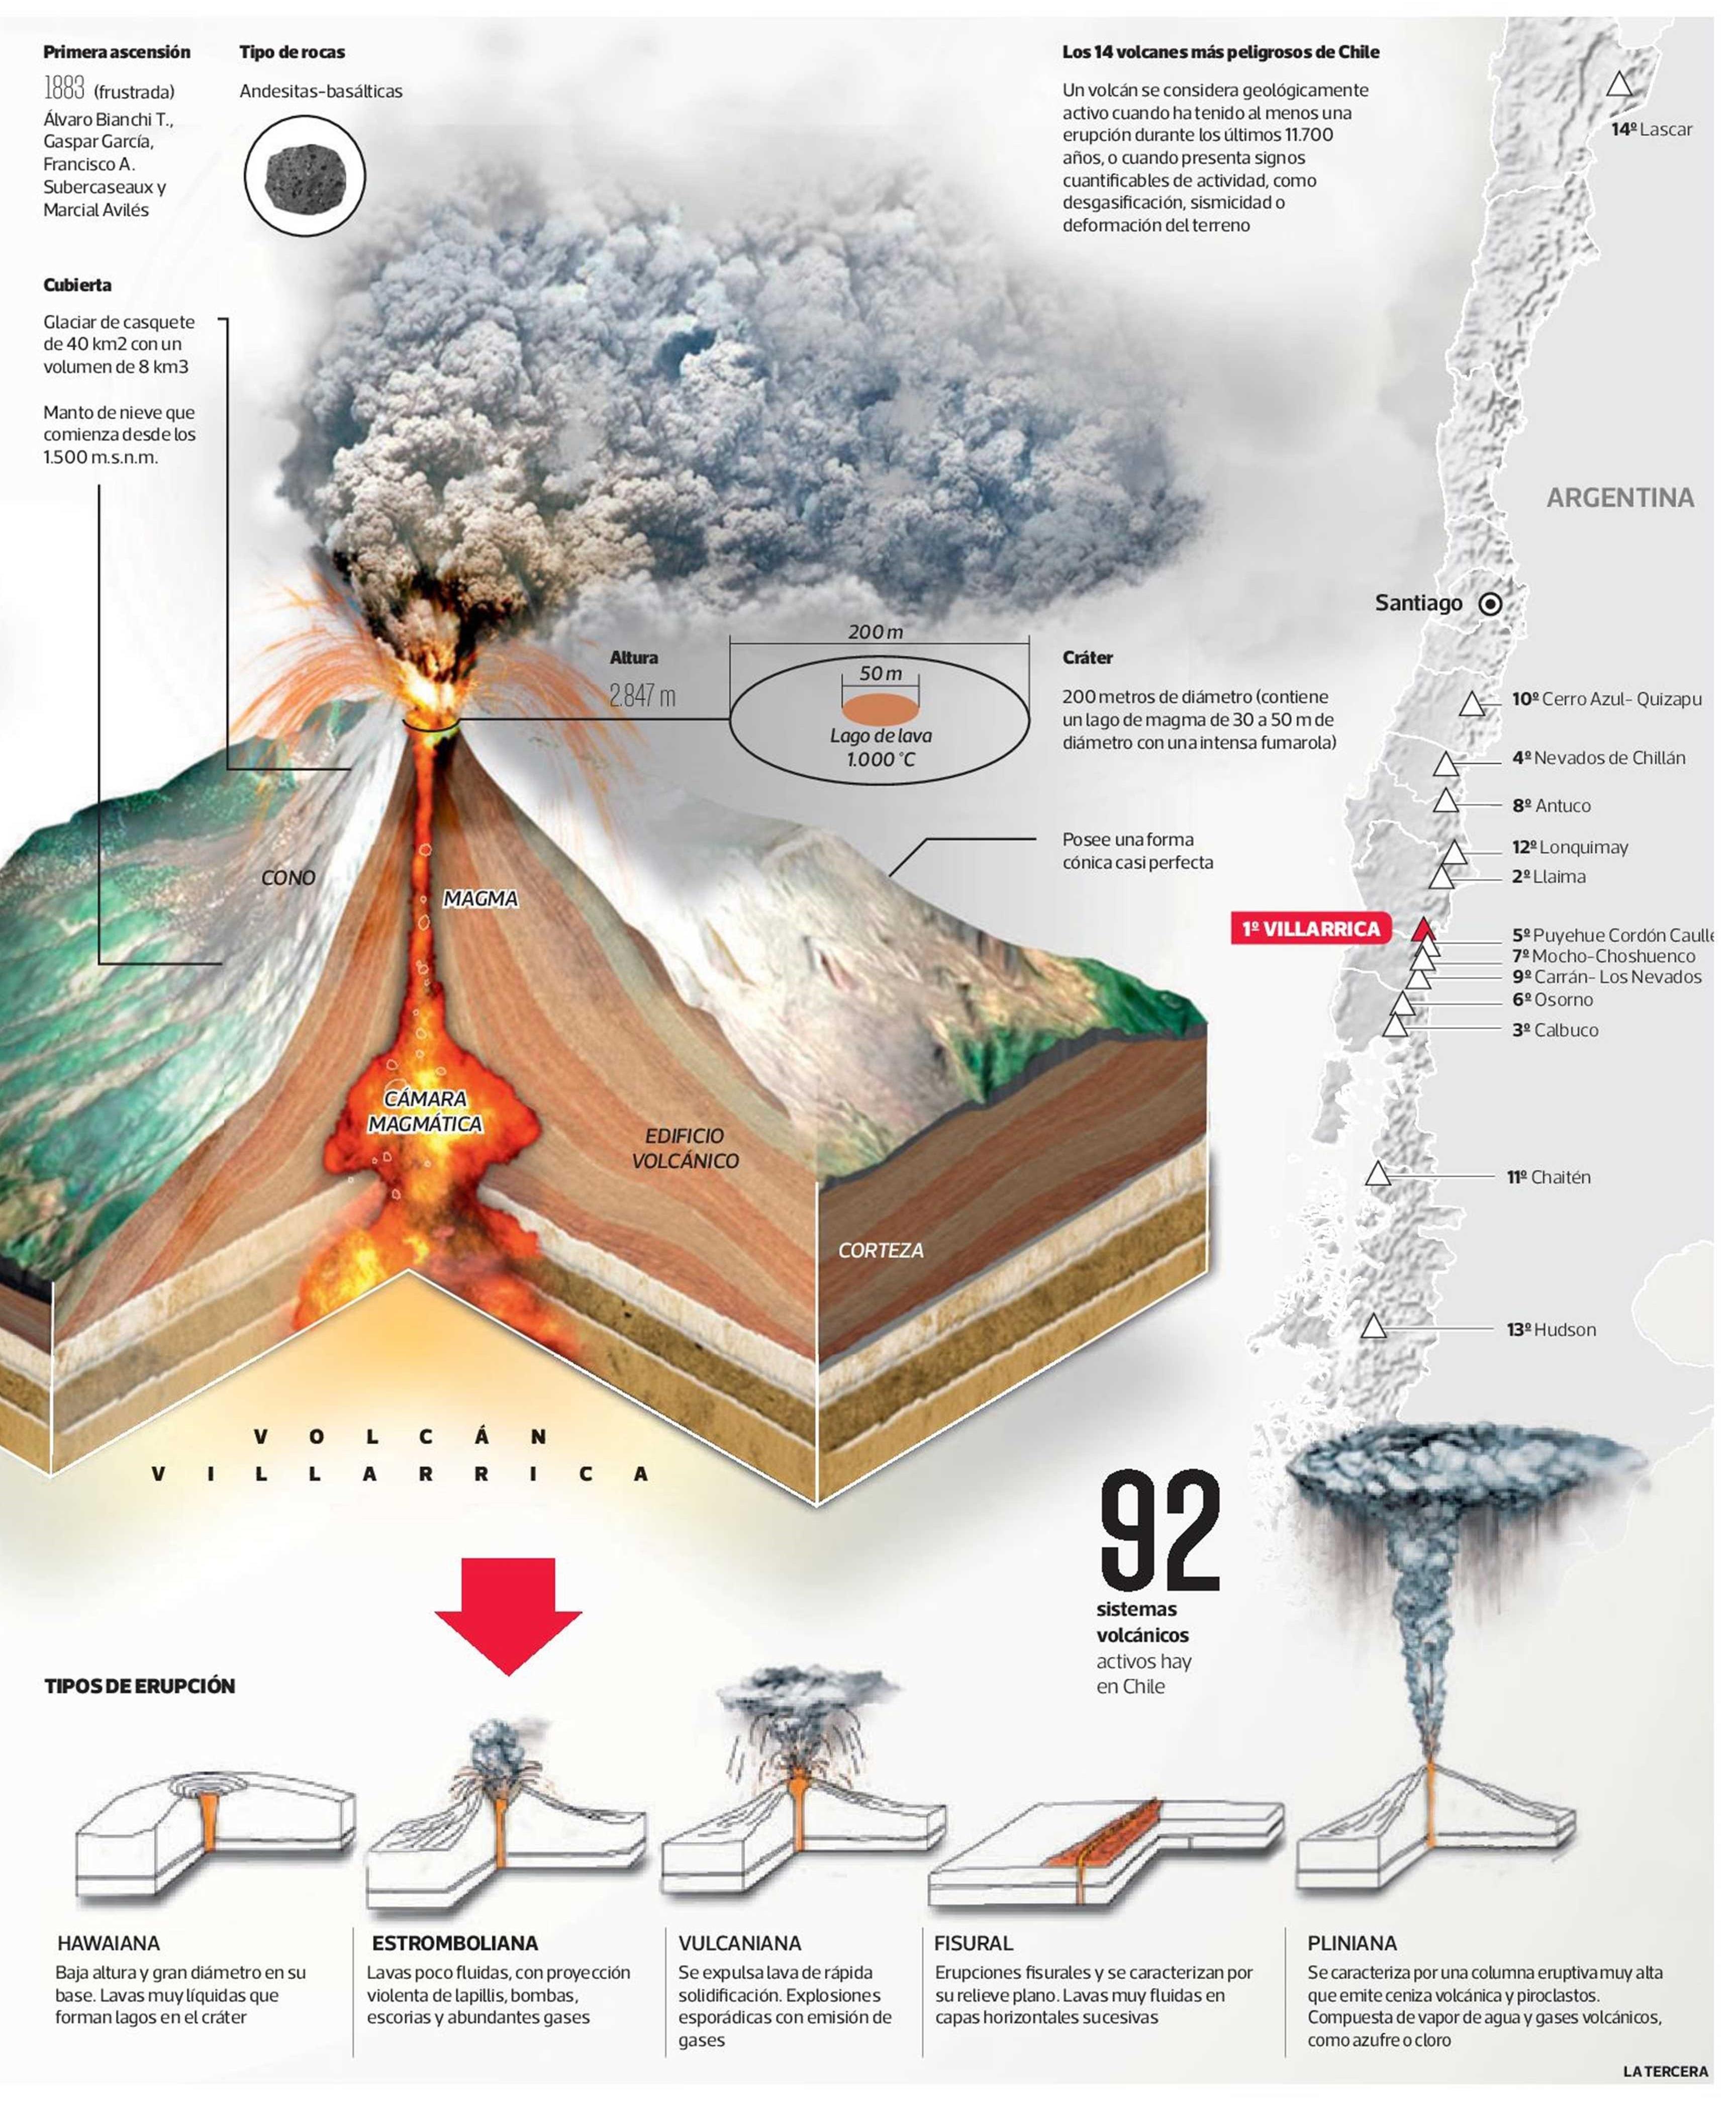 Primera ascensión
1883 (frustrada)
Álvaro Bianchi T.,
Gaspar García,
Francisco A.
Subercaseaux y
Marcial Avilés
Tipo de rocas
Andesitas-basálticas
Cubierta
Glaciar de casquete
de 40 km2 con un
volumen de 8 km3
Manto de nieve que
comienza desde los
1.500 m.s.n.m.
Los 14 volcanes más peligrosos de Chile
Un volcán se considera geológicamente
activo cuando ha tenido al menos una
erupción durante los últimos 11.700
años, o cuando presenta signos
cuantificables de actividad, como
desgasificación, sismicidad o
deformación del terreno
14º Lascar
ARGENTINA
Santiago
10º Cerro Azul- Quizapu
4º Nevados de Chillán
8º Antuco
12º Lonquimay
2º Llaima
1º VILLARRICA
5º Puyehue Cordón Caulle
7º Mocho-Choshuenco
9º Carrán- Los Nevados
6º Osorno
3º Calbuco
11º Chaitén
13º Hudson
Altura
2.847 m
200 m
50 m
Lago de lava
1.000 °C
Cráter
200 metros de diámetro (contiene
un lago de magma de 30 a 50 m de
diámetro con una intensa fumarola)
Posee una forma
cónica casi perfecta
CONO
MAGMA
CÁMARA
MAGMÁTICA
EDIFICIO
VOLCÁNICO
CORTEZA
VOLCÁN
VILLARRICA
92
sistemas
volcánicos
activos hay
en Chile
TIPOS DE ERUPCIÓN
HAWAIANA
Baja altura y gran diámetro en su
base. Lavas muy líquidas que
forman lagos en el cráter
ESTROMBOLIANA
Lavas poco fluidas, con proyección
violenta de lapillis, bombas,
escorias y abundantes gases
VULCANIANA
Se expulsa lava de rápida
solidificación. Explosiones
esporádicas con emisión de
gases
FISURAL
Erupciones fisurales y se caracterizan por
su relieve plano. Lavas muy fluidas en
capas horizontales sucesivas
PLINIANA
Se caracteriza por una columna eruptiva muy alta
que emite ceniza volcánica y piroclastos.
Compuesta de vapor de agua y gases volcánicos,
como azufre o cloro
LA TERCERA